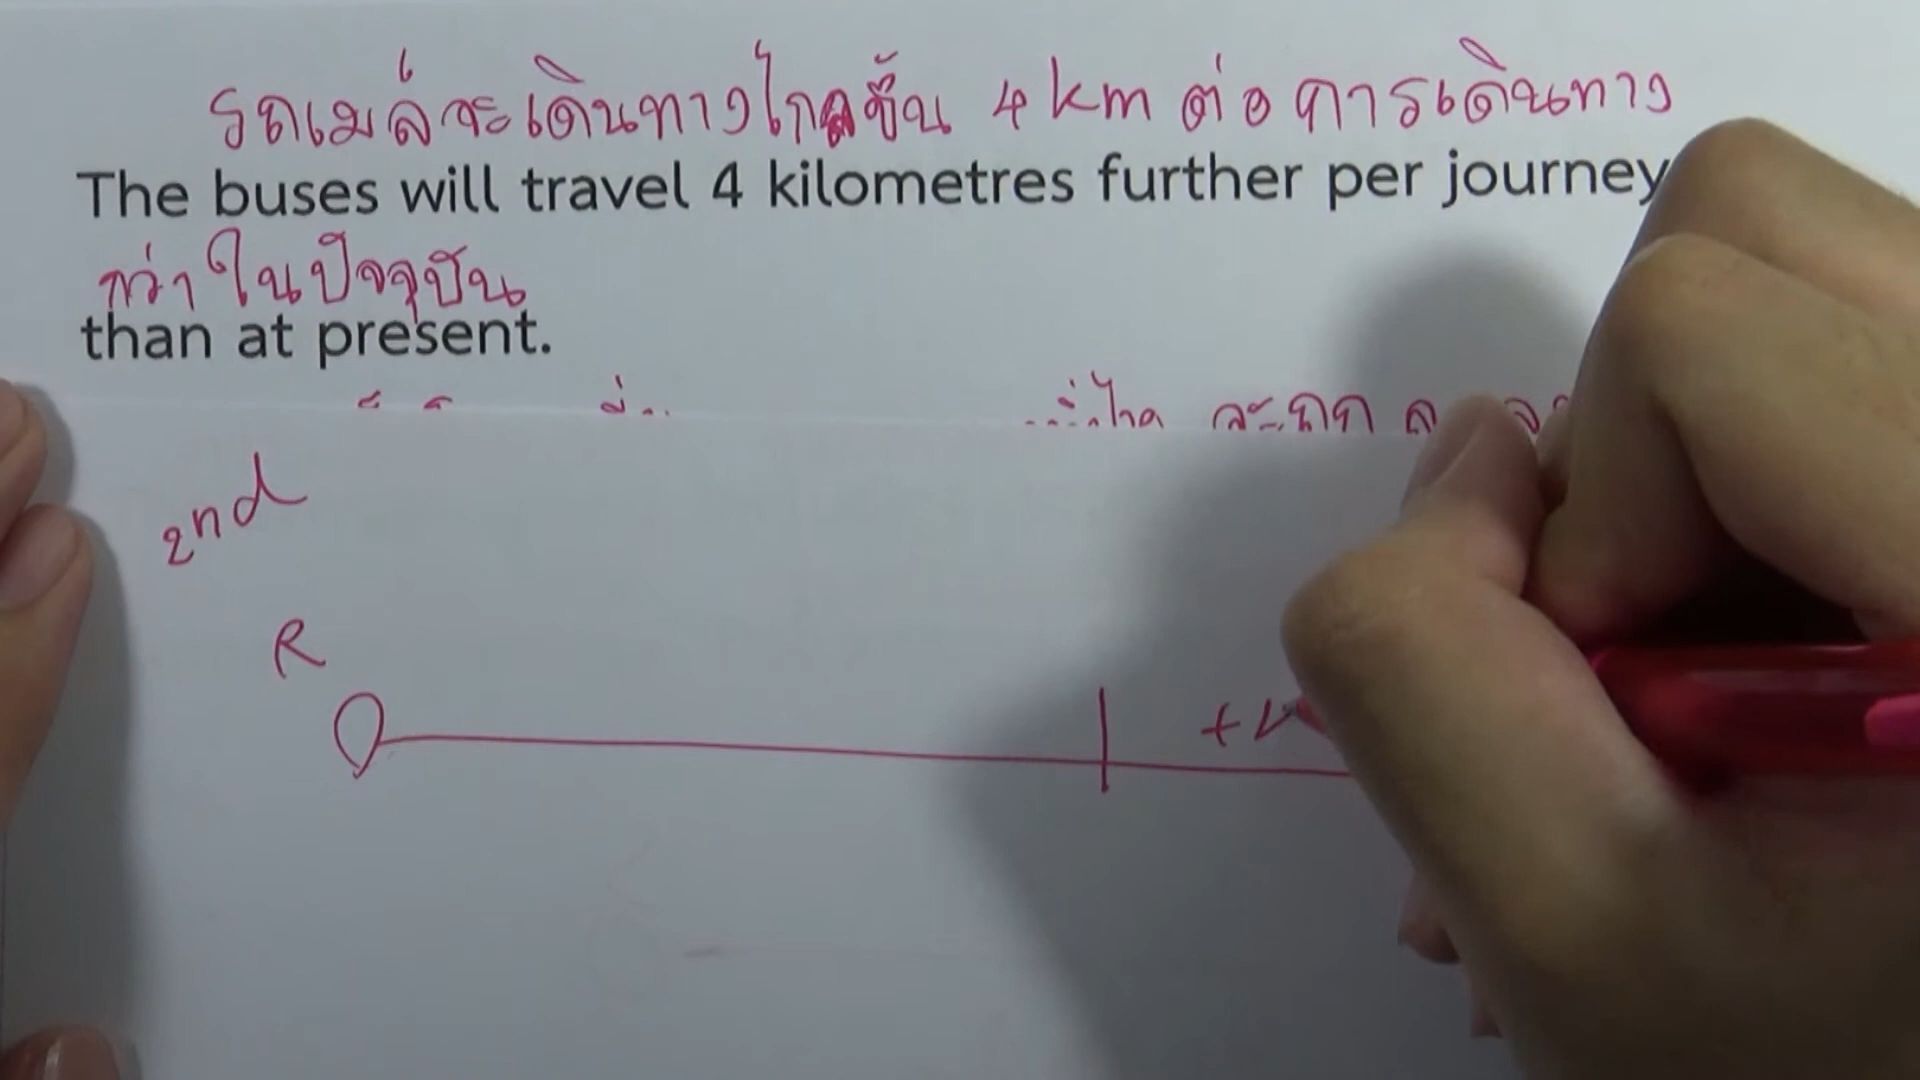 รถเมล์จะเดินทางไกลขึ้น 4 km ต่อการเดินทาง
The buses will travel 4 kilometres further per journey
กว่าในปัจจุบัน
than at present.
2nd
R
+